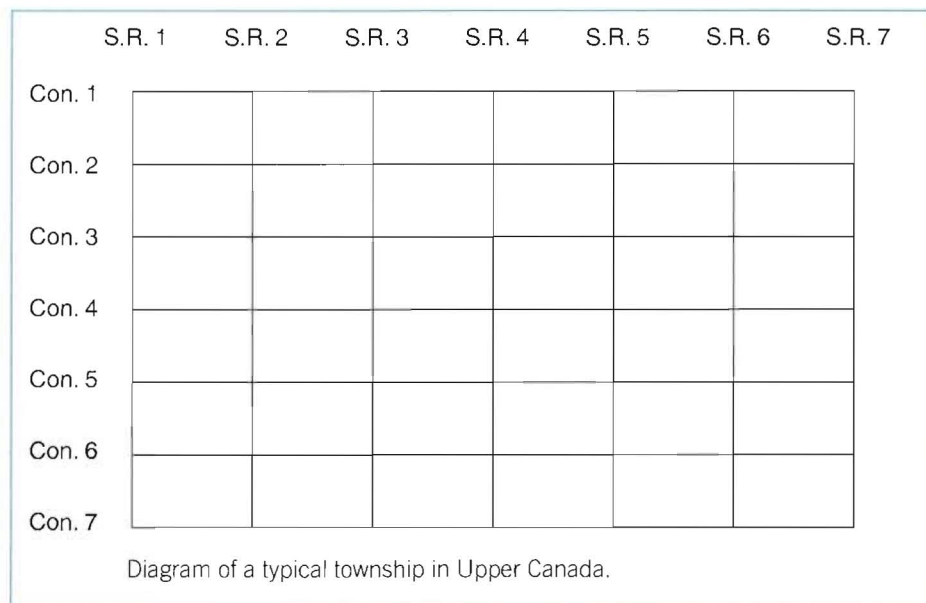 S.R. 1 S.R. 2 S.R. 3 S.R. 4 S.R. 5 S.R. 6 S.R. 7
Con. 1
Con. 2
Con. 3
Con. 4
Con. 5
Con. 6
Con. 7
Diagram of a typical township in Upper Canada.